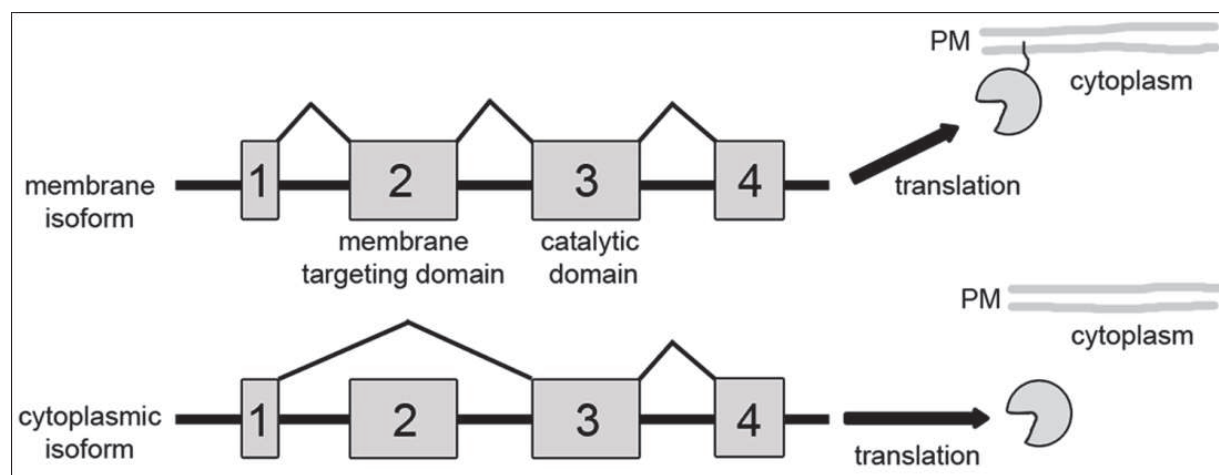 PM
cytoplasm
1
2
3
4
membrane
isoform
translation
membrane
targeting domain
catalytic
domain
PM
cytoplasm
1
2
3
4
cytoplasmic
isoform
translation